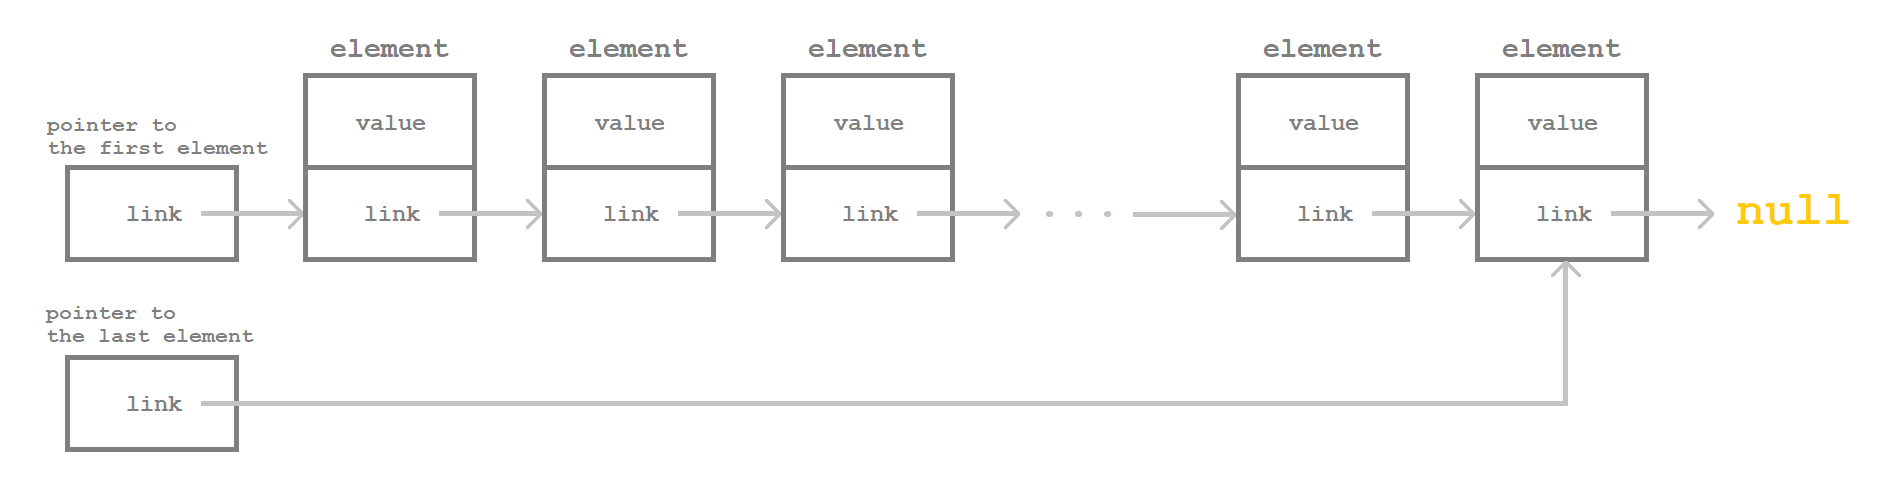 element element element element element
value value value value value
pointer to
the first element
link link link link . . . link link null
pointer to
the last element
link